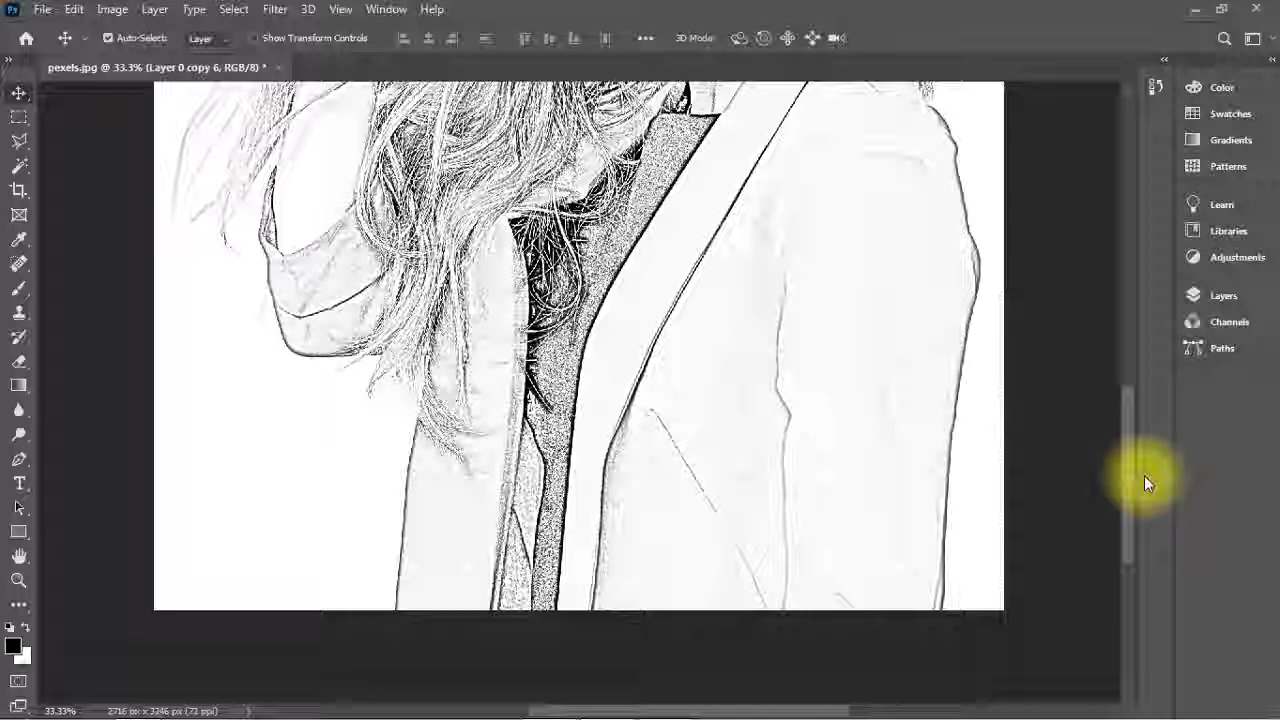 Ps File Edit Image Layer Type Select Filter 3D View Window Help
Auto-Select: Layer Show Transform Controls ••• 3D Mode:
pexels.jpg @ 33.3% (Layer 0 copy 6, RGB/8) * ×
Color
Swatches
Gradients
Patterns
Learn
Libraries
Adjustments
Layers
Channels
Paths
33.33% 2716 px x 3346 px (72 ppi)